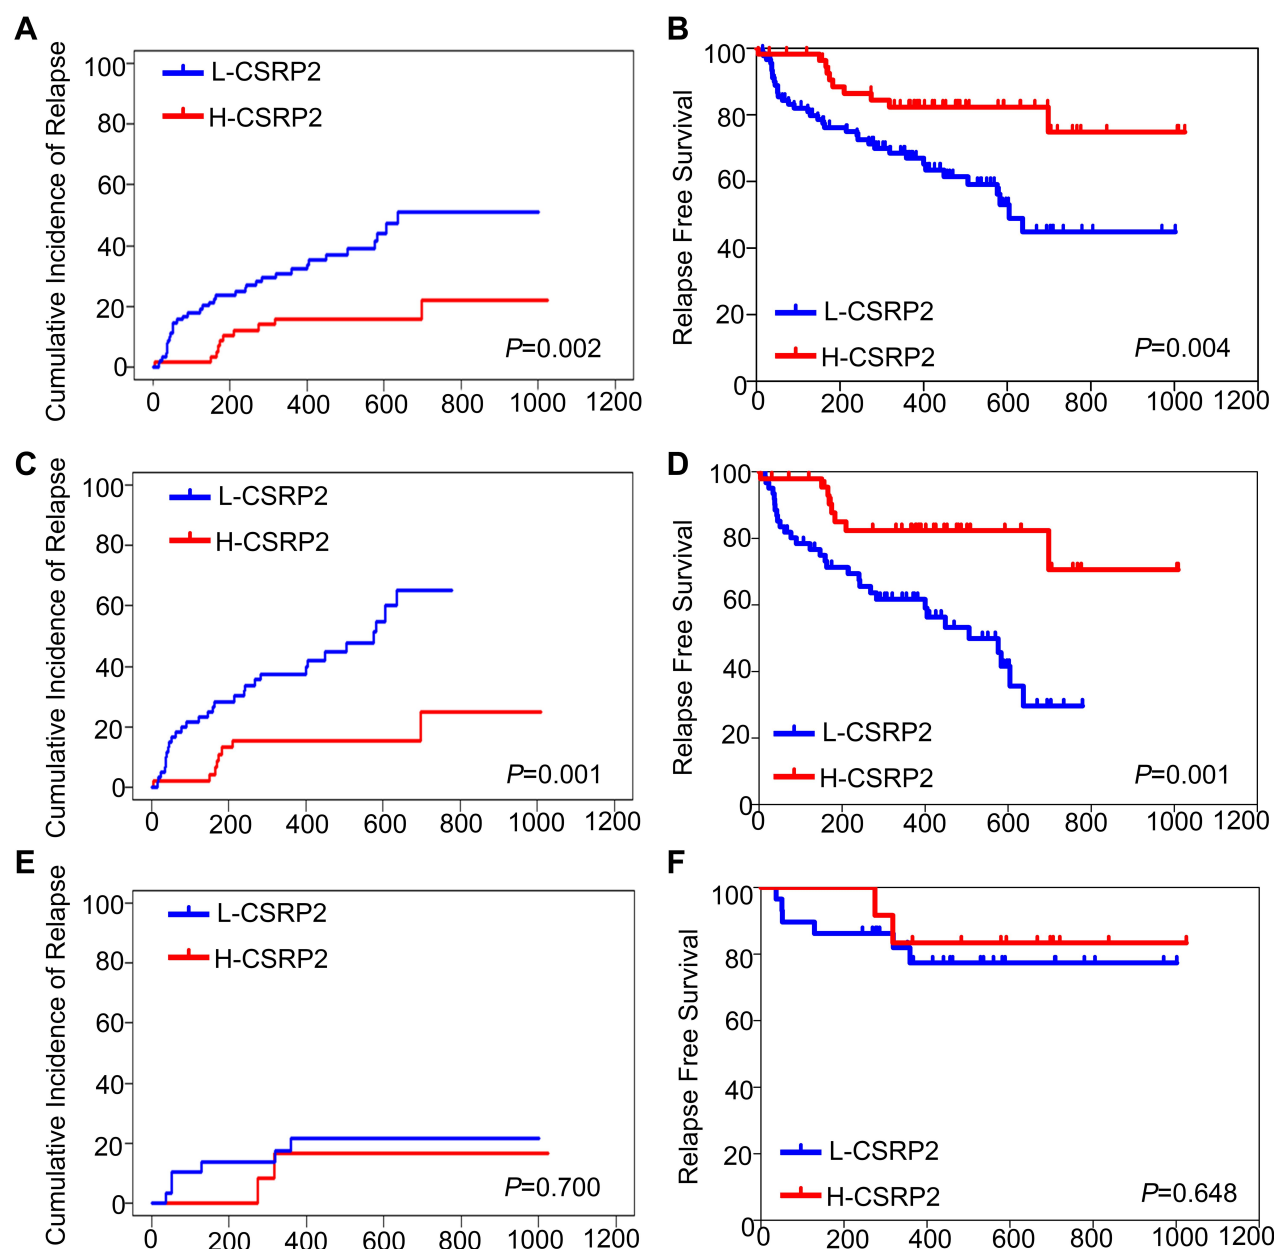 A
Cumulative Incidence of Relapse
100
80
60
40
20
0
L-CSRP2
H-CSRP2
P=0.002
0 200 400 600 800 1000 1200
B
Relapse Free Survival
100
80
60
40
20
0
L-CSRP2
H-CSRP2
P=0.004
0 200 400 600 800 1000 1200
C
Cumulative Incidence of Relapse
100
80
60
40
20
0
L-CSRP2
H-CSRP2
P=0.001
0 200 400 600 800 1000 1200
D
Relapse Free Survival
100
80
60
40
20
0
L-CSRP2
H-CSRP2
P=0.001
0 200 400 600 800 1000 1200
E
Cumulative Incidence of Relapse
100
80
60
40
20
0
L-CSRP2
H-CSRP2
P=0.700
0 200 400 600 800 1000 1200
F
Relapse Free Survival
100
80
60
40
20
0
L-CSRP2
H-CSRP2
P=0.648
0 200 400 600 800 1000 1200